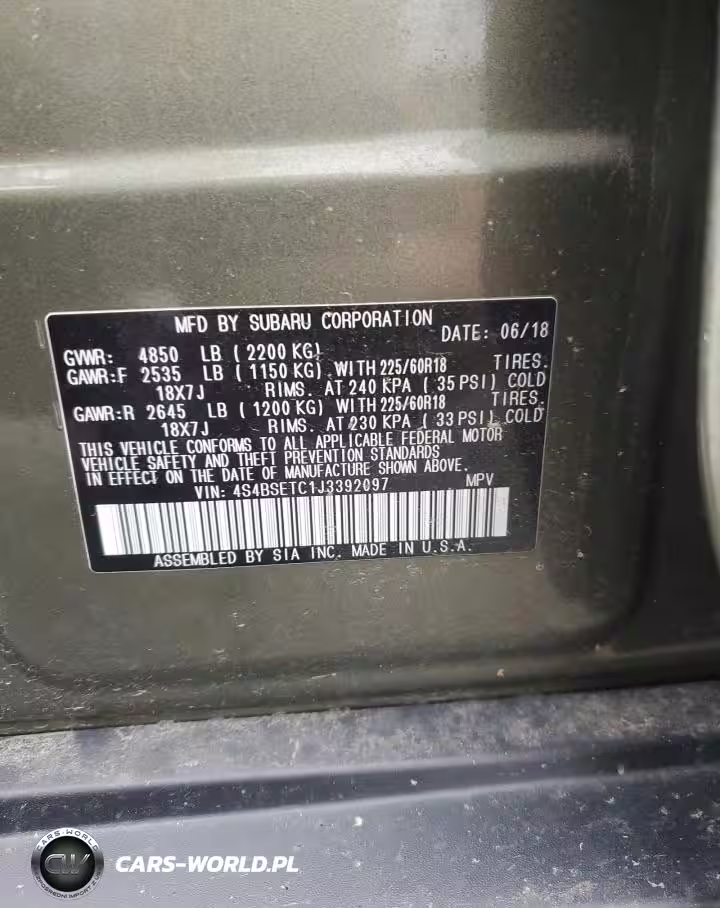 MFD BY SUBARU CORPORATION DATE: 06/18
GVWR: 4850 LB (2200 KG)
GAWR:F 2535 LB (1150 KG) WITH 225/60R18 TIRES.
18X7J RIMS. AT 240 KPA (35 PSI) COLD
GAWR:R 2645 LB (1200 KG) WITH 225/60R18 TIRES.
18X7J RIMS. AT 230 KPA (33 PSI) COLD
THIS VEHICLE CONFORMS TO ALL APPLICABLE FEDERAL MOTOR
VEHICLE SAFETY AND THEFT PREVENTION STANDARDS
IN EFFECT ON THE DATE OF MANUFACTURE SHOWN ABOVE.
VIN: 4S4BSETC1J3392097 MPV
ASSEMBLED BY SIA INC. MADE IN U.S.A.
CARS-WORLD
CW
CARS-WORLD.PL